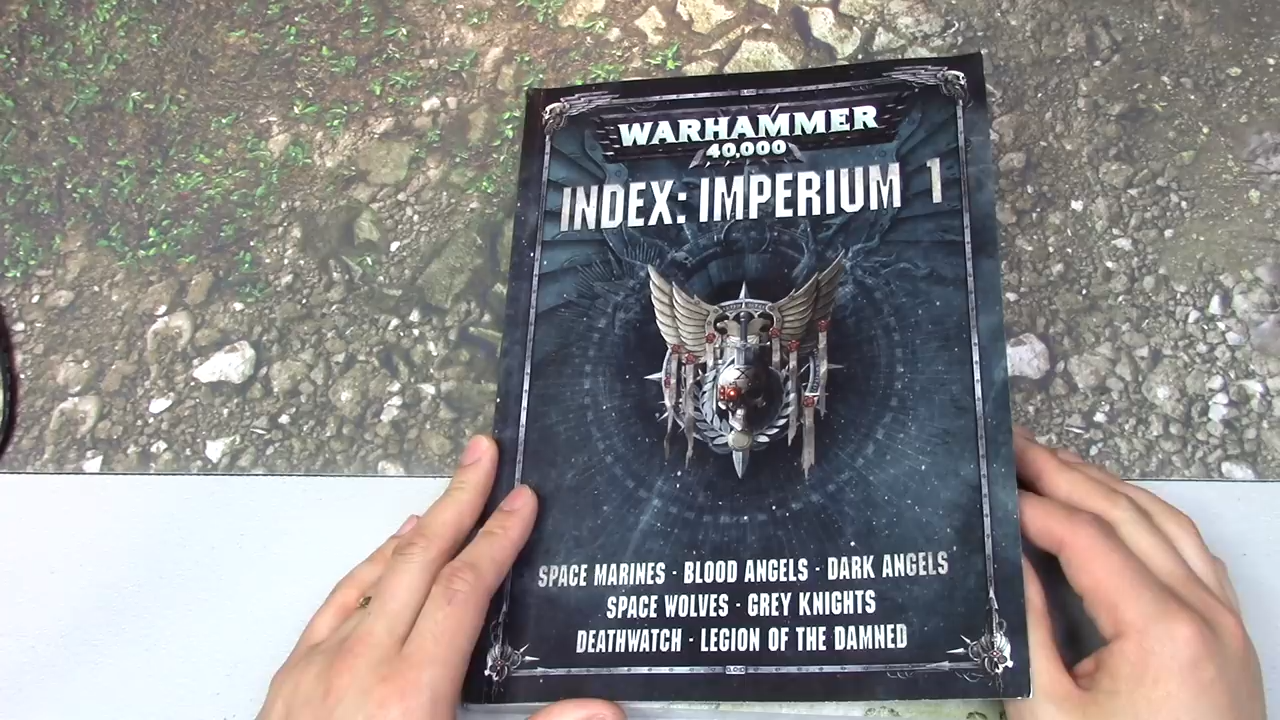 WARHAMMER
40,000
INDEX: IMPERIUM 1
SPACE MARINES · BLOOD ANGELS · DARK ANGELS
SPACE WOLVES · GREY KNIGHTS
DEATHWATCH · LEGION OF THE DAMNED